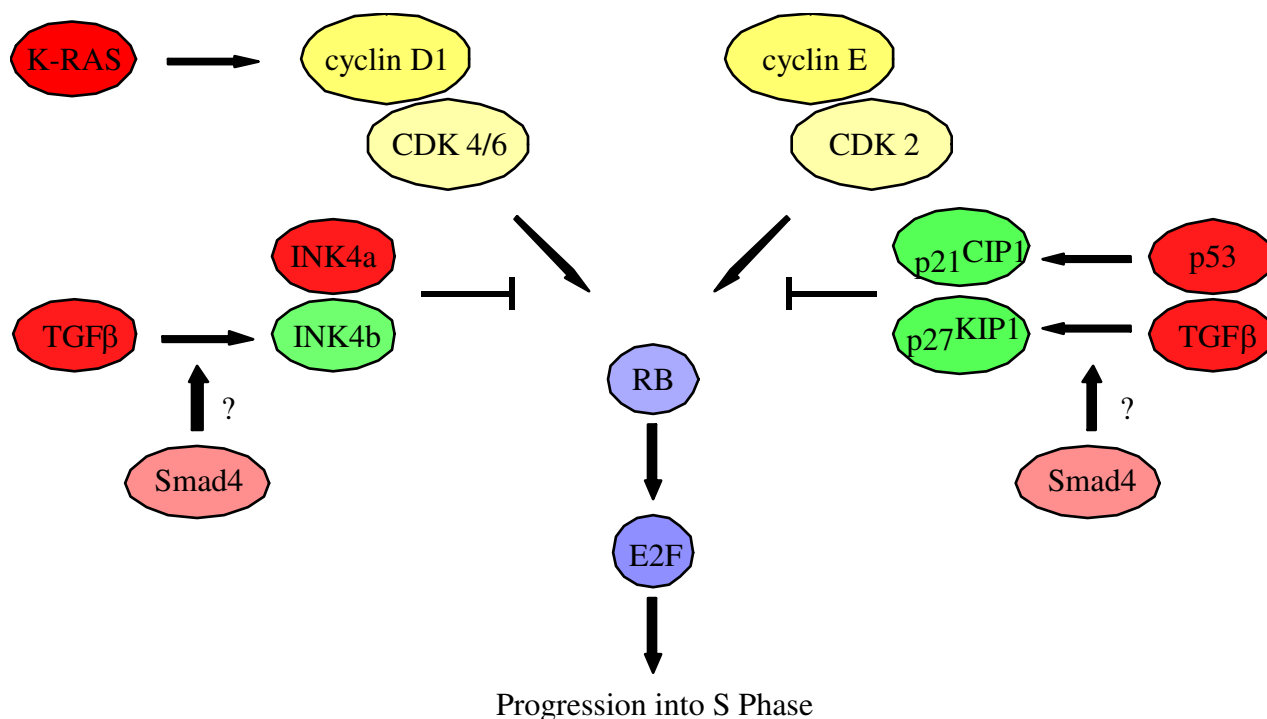 K-RAS
cyclin D1
cyclin E
CDK 4/6
CDK 2
INK4a
p21CIP1
p53
TGFβ
INK4b
p27KIP1
TGFβ
RB
?
?
Smad4
Smad4
E2F
Progression into S Phase